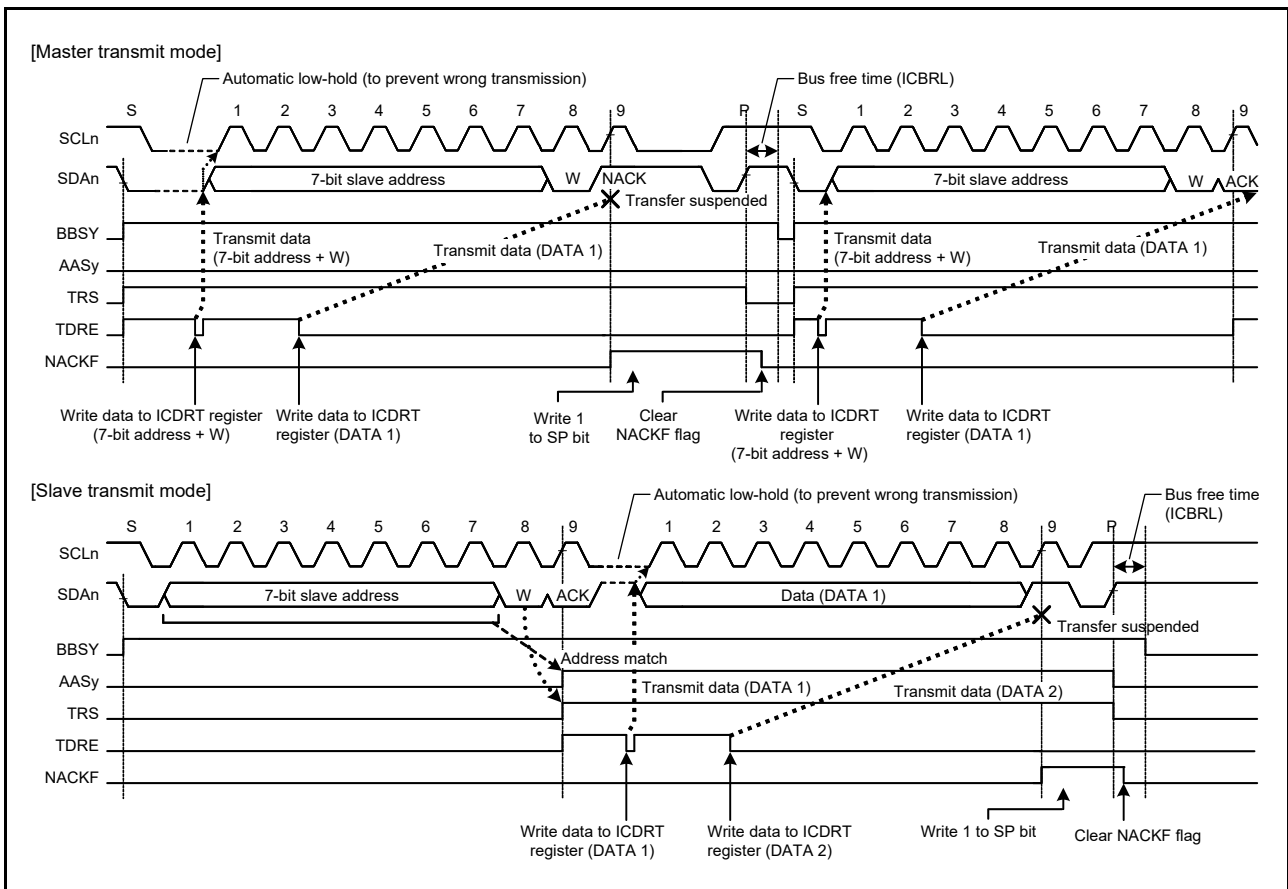 [Master transmit mode]
Automatic low-hold (to prevent wrong transmission)
Bus free time (ICBRL)
S 1 2 3 4 5 6 7 8 9 P S 1 2 3 4 5 6 7 8 9
SCLn
SDAn 7-bit slave address W NACK 7-bit slave address W ACK
Transfer suspended
BBSY
Transmit data
(7-bit address + W)
Transmit data (DATA 1)
Transmit data
(7-bit address + W)
Transmit data (DATA 1)
AASy
TRS
TDRE
NACKF
Write data to ICDRT register
(7-bit address + W)
Write data to ICDRT
register (DATA 1)
Write 1
to SP bit
Clear
NACKF flag
Write data to ICDRT
register
(7-bit address + W)
Write data to ICDRT
register (DATA 1)
[Slave transmit mode]
Automatic low-hold (to prevent wrong transmission)
Bus free time
(ICBRL)
S 1 2 3 4 5 6 7 8 9 1 2 3 4 5 6 7 8 9 P
SCLn
SDAn 7-bit slave address W ACK Data (DATA 1)
Transfer suspended
BBSY
Address match
AASy
Transmit data (DATA 1) Transmit data (DATA 2)
TRS
TDRE
NACKF
Write data to ICDRT
register (DATA 1)
Write data to ICDRT
register (DATA 2)
Write 1 to SP bit
Clear NACKF flag